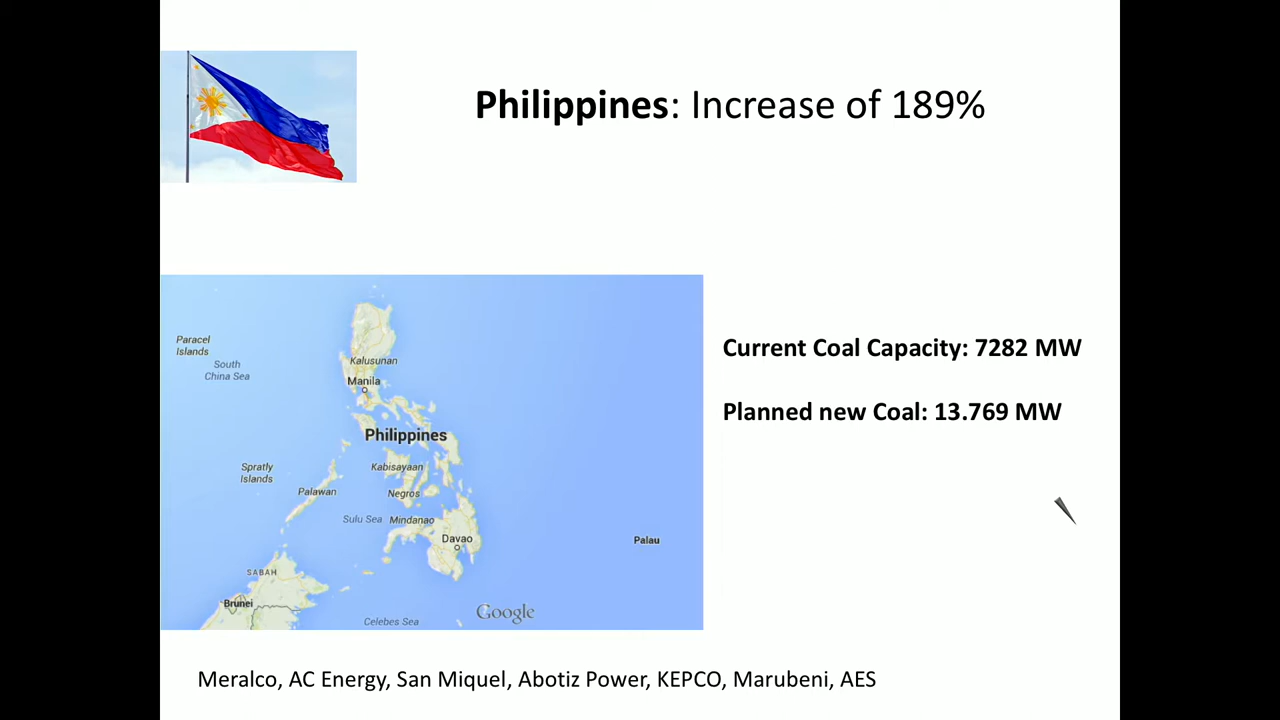 Philippines: Increase of 189%
Paracel
Islands
South
China Sea
Kalusunan
Manila
Philippines
Spratly
Islands
Kabisayaan
Palawan
Negros
Sulu Sea
Mindanao
Davao
Palau
SABAH
Brunei
Google
Celebes Sea
Current Coal Capacity: 7282 MW
Planned new Coal: 13.769 MW
Meralco, AC Energy, San Miquel, Abotiz Power, KEPCO, Marubeni, AES